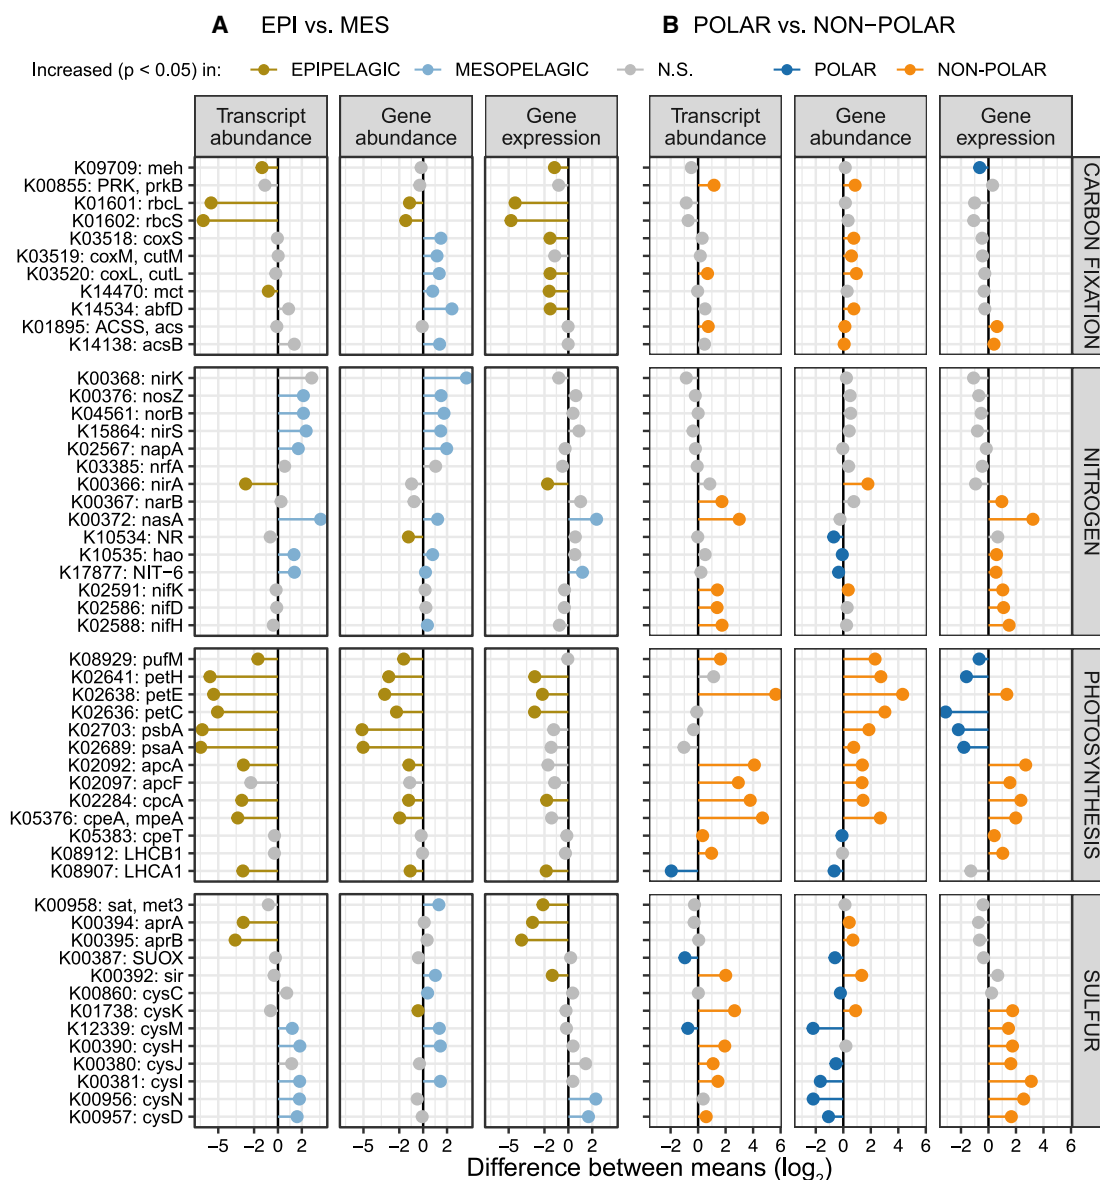 A EPI vs. MES
B POLAR vs. NON−POLAR
Increased (p < 0.05) in: EPIPELAGIC MESOPELAGIC N.S. POLAR NON−POLAR
Transcript abundance
Gene abundance
Gene expression
Transcript abundance
Gene abundance
Gene expression
K09709: meh
K00855: PRK, prkB
K01601: rbcL
K01602: rbcS
K03518: coxS
K03519: coxM, cutM
K03520: coxL, cutL
K14470: mct
K14534: abfD
K01895: ACSS, acs
K14138: acsB
CARBON FIXATION
K00368: nirK
K00376: nosZ
K04561: norB
K15864: nirS
K02567: napA
K03385: nrfA
K00366: nirA
K00367: narB
K00372: nasA
K10534: NR
K10535: hao
K17877: NIT−6
K02591: nifK
K02586: nifD
K02588: nifH
NITROGEN
K08929: pufM
K02641: petH
K02638: petE
K02636: petC
K02703: psbA
K02689: psaA
K02092: apcA
K02097: apcF
K02284: cpcA
K05376: cpeA, mpeA
K05383: cpeT
K08912: LHCB1
K08907: LHCA1
PHOTOSYNTHESIS
K00958: sat, met3
K00394: aprA
K00395: aprB
K00387: SUOX
K00392: sir
K00860: cysC
K01738: cysK
K12339: cysM
K00390: cysH
K00380: cysJ
K00381: cysI
K00956: cysN
K00957: cysD
SULFUR
−5 −2 0 2 −5 −2 0 2 −5 −2 0 2 −4 −2 0 2 4 6 −4 −2 0 2 4 6 −4 −2 0 2 4 6
Difference between means (log2)